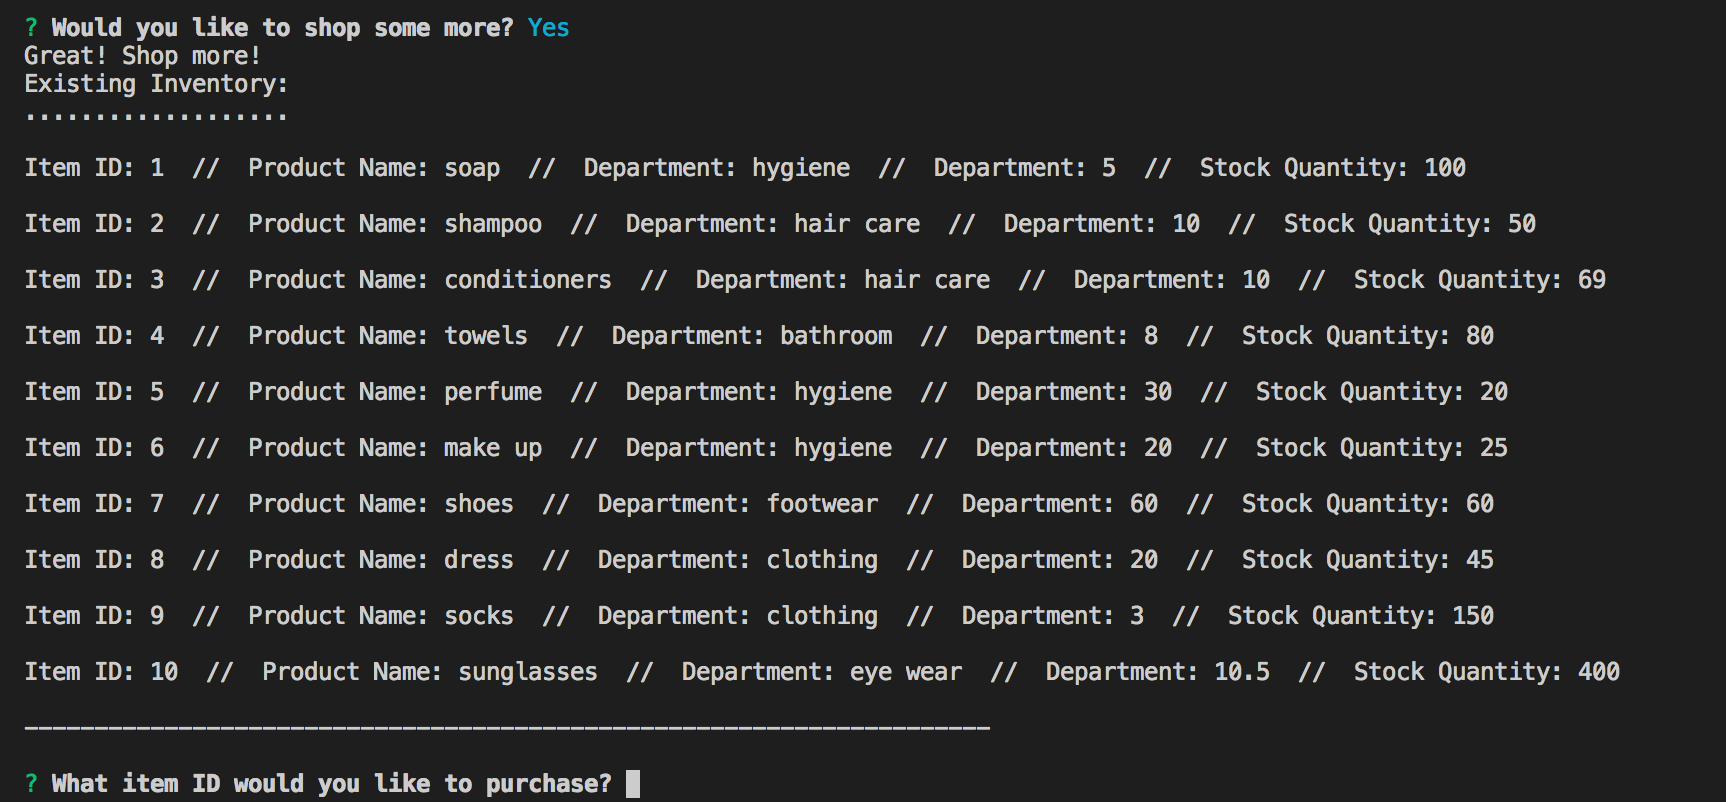 ? Would you like to shop some more? Yes
Great! Shop more!
Existing Inventory:
...................
Item ID: 1  //  Product Name: soap  //  Department: hygiene  //  Department: 5  //  Stock Quantity: 100
Item ID: 2  //  Product Name: shampoo  //  Department: hair care  //  Department: 10  //  Stock Quantity: 50
Item ID: 3  //  Product Name: conditioners  //  Department: hair care  //  Department: 10  //  Stock Quantity: 69
Item ID: 4  //  Product Name: towels  //  Department: bathroom  //  Department: 8  //  Stock Quantity: 80
Item ID: 5  //  Product Name: perfume  //  Department: hygiene  //  Department: 30  //  Stock Quantity: 20
Item ID: 6  //  Product Name: make up  //  Department: hygiene  //  Department: 20  //  Stock Quantity: 25
Item ID: 7  //  Product Name: shoes  //  Department: footwear  //  Department: 60  //  Stock Quantity: 60
Item ID: 8  //  Product Name: dress  //  Department: clothing  //  Department: 20  //  Stock Quantity: 45
Item ID: 9  //  Product Name: socks  //  Department: clothing  //  Department: 3  //  Stock Quantity: 150
Item ID: 10  //  Product Name: sunglasses  //  Department: eye wear  //  Department: 10.5  //  Stock Quantity: 400
_____________________________________________________________________
? What item ID would you like to purchase?